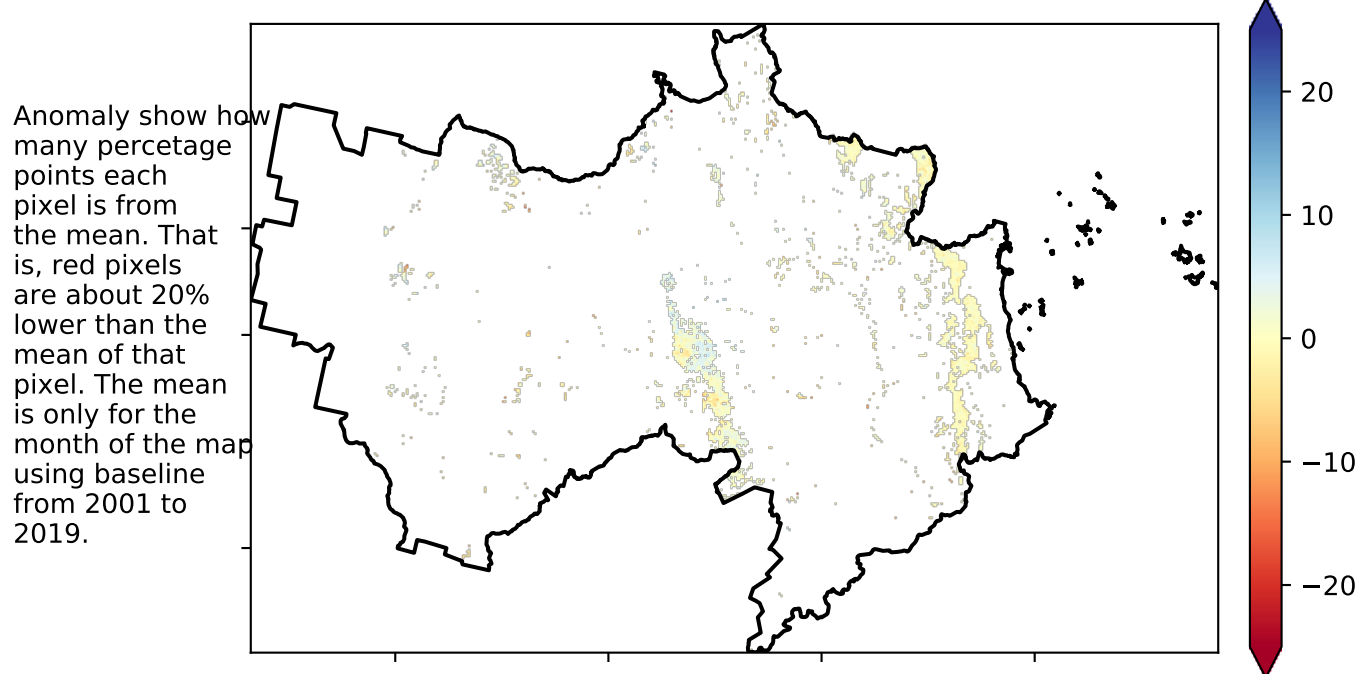 Anomaly show how
many percetage
points each
pixel is from
the mean. That
is, red pixels
are about 20%
lower than the
mean of that
pixel. The mean
is only for the
month of the map
using baseline
from 2001 to
2019.
20
10
0
−10
−20